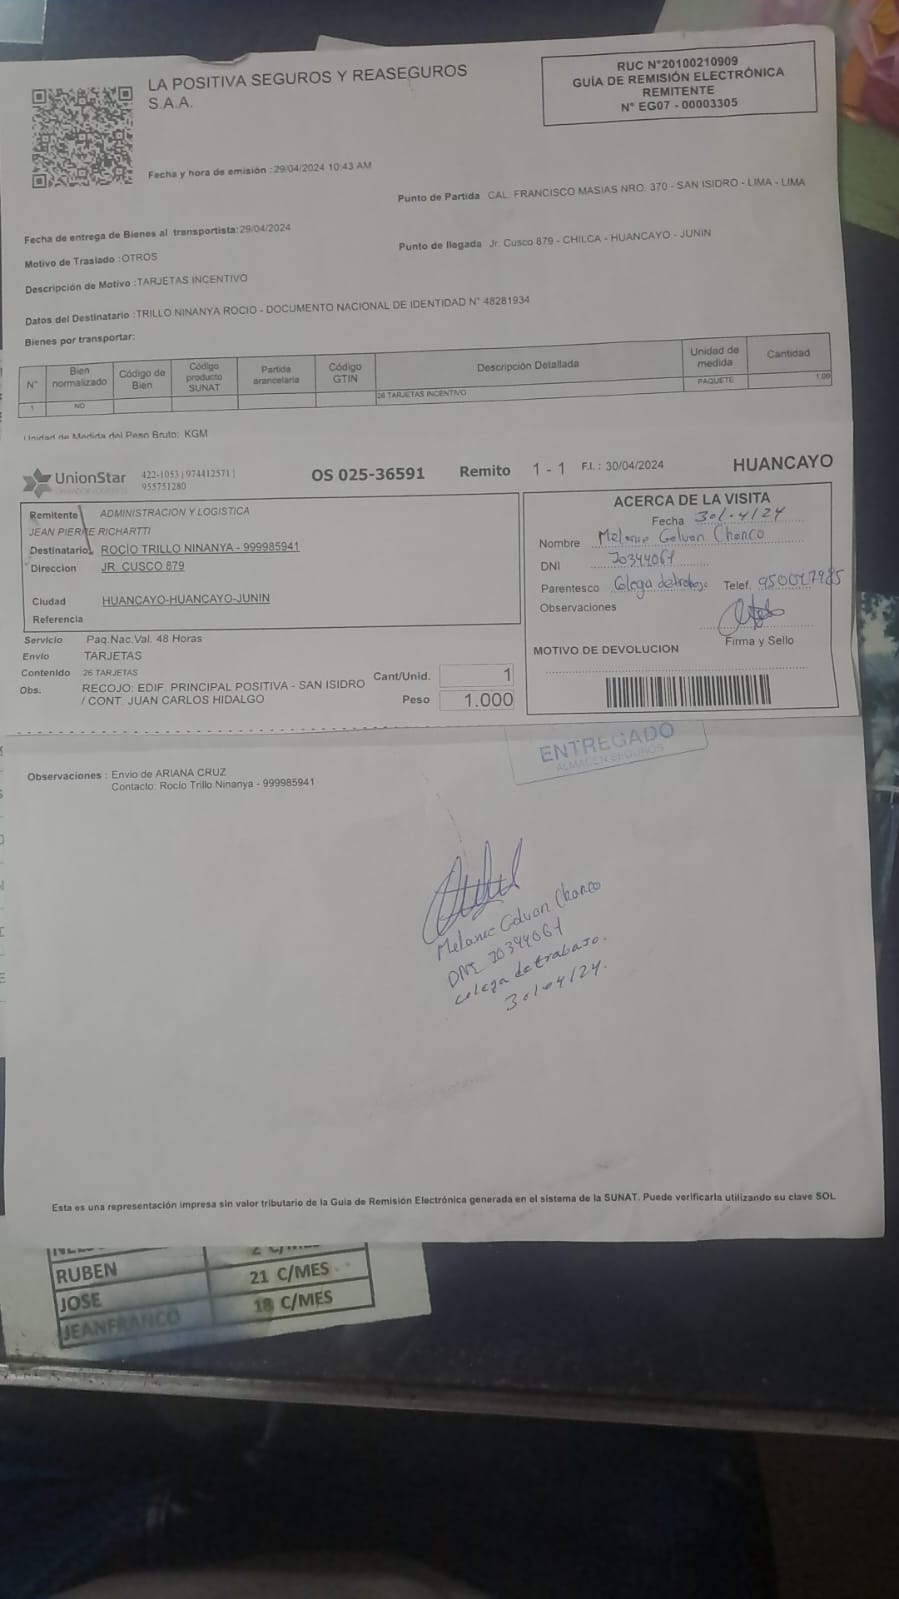 LA POSITIVA SEGUROS Y REASEGUROS
S.A.A.
RUC N°20100210909
GUÍA DE REMISIÓN ELECTRÓNICA
REMITENTE
N° EG07 - 00003305
Fecha y hora de emisión :29/04/2024 10:43 AM
Punto de Partida CAL. FRANCISCO MASIAS NRO. 370 - SAN ISIDRO - LIMA - LIMA
Fecha de entrega de Bienes al transportista:29/04/2024
Punto de llegada Jr. Cusco 879 - CHILCA - HUANCAYO - JUNIN
Motivo de Traslado :OTROS
Descripción de Motivo :TARJETAS INCENTIVO
Datos del Destinatario :TRILLO NINANYA ROCIO - DOCUMENTO NACIONAL DE IDENTIDAD N° 48281934
Bienes por transportar:
N° Bien normalizado Código de Bien Código producto SUNAT Partida arancelaria Código GTIN Descripción Detallada Unidad de medida Cantidad
1 NO 26 TARJETAS INCENTIVO PAQUETE 1.00
Unidad de Medida del Peso Bruto: KGM
UnionStar 422-1053 | 974412571 |
955751280
OS 025-36591 Remito 1 - 1 F.I. : 30/04/2024 HUANCAYO
Remitente ADMINISTRACION Y LOGISTICA
JEAN PIERRE RICHARTTI
Destinatario ROCIO TRILLO NINANYA - 999985941
Direccion JR. CUSCO 879
Ciudad HUANCAYO-HUANCAYO-JUNIN
Referencia
Servicio Paq.Nac.Val. 48 Horas
Envio TARJETAS
Contenido 26 TARJETAS
Obs. RECOJO: EDIF. PRINCIPAL POSITIVA - SAN ISIDRO
/ CONT. JUAN CARLOS HIDALGO
Cant/Unid. 1
Peso 1.000
ACERCA DE LA VISITA
Fecha 30/04/24
Nombre Melanie Galvan Chanco
DNI 70344061
Parentesco Colega de trabajo Telef.
Observaciones
Firma y Sello
MOTIVO DE DEVOLUCION
ENTREGADO
ALMACEN SEGUROS
Observaciones : Envio de ARIANA CRUZ
Contacto: Rocío Trillo Ninanya - 999985941
Melanie Galvan Chanco
DNI 70344061
colega de trabajo.
30/04/24.
Esta es una representación impresa sin valor tributario de la Guia de Remisión Electrónica generada en el sistema de la SUNAT. Puede verificarla utilizando su clave SOL
RUBEN 21 C/MES
JOSE 18 C/MES
JEANFRANCO